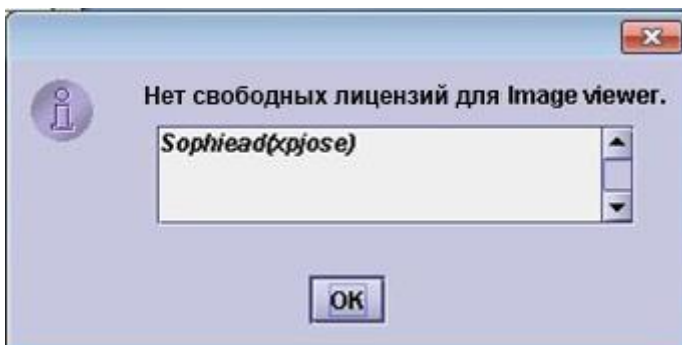 Нет свободных лицензий для Image viewer.
Sophiead(xpjose)
OK